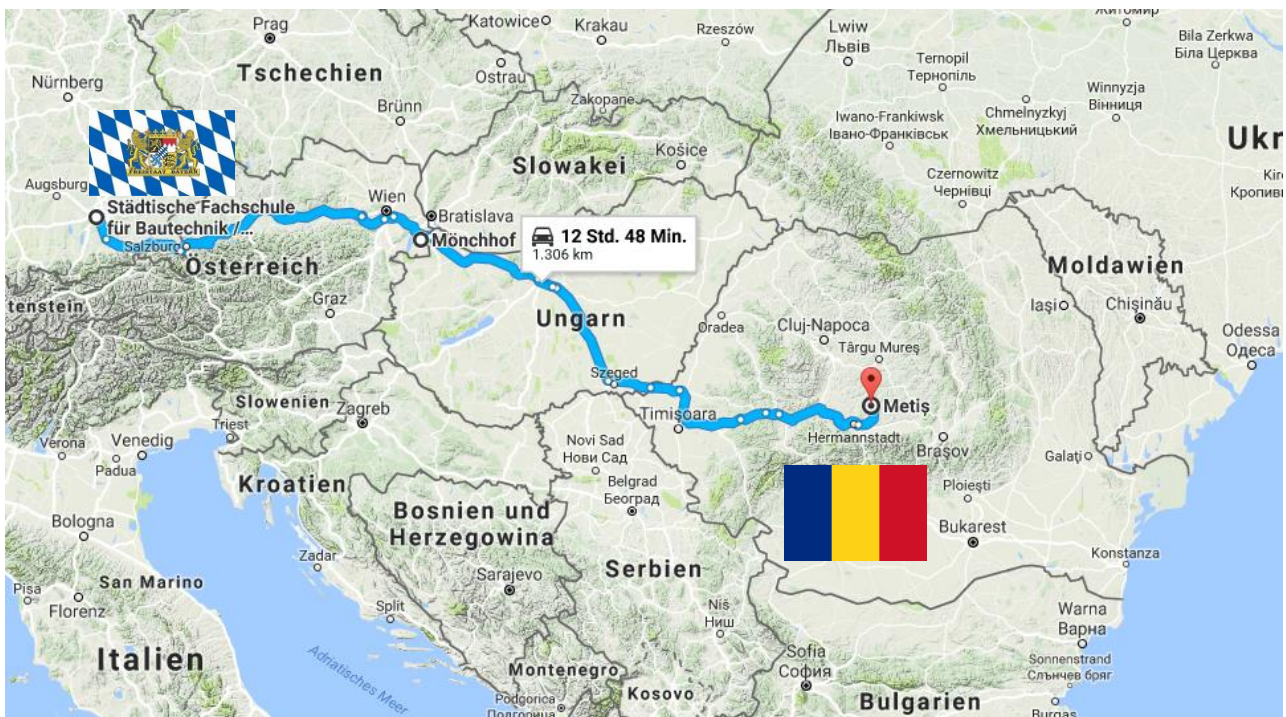 Prag
Katowice
Krakau
Rzeszów
Lwiw
Львів
Житомир
Bila Zerkwa
Біла Церква
Tschechien
Ostrau
Ternopil
Тернопіль
Nürnberg
Brünn
Zakopane
Winnyzja
Вінниця
Iwano-Frankiwsk
Івано-Франківськ
Chmelnyzkyj
Хмельницький
Slowakei
Košice
Ukr
FREISTAAT BAYERN
Czernowitz
Чернівці
Кропив
Augsburg
Wien
Bratislava
Städtische Fachschule
für Bautechnik /...
Mönchhof
12 Std. 48 Min.
1.306 km
Salzburg
Österreich
Moldawien
tenstein
Graz
Ungarn
Oradea
Cluj-Napoca
Târgu Mureș
Iași
Chișinău
Odessa
Одеса
Szeged
Slowenien
Zagreb
Timișoara
Metiș
Hermannstadt
Brașov
Galați
Verona
Venedig
Triest
Padua
Novi Sad
Нови Сад
Kroatien
Belgrad
Београд
Ploiești
Bologna
Bosnien und
Herzegowina
Bukarest
Konstanza
Zadar
San Marino
Sarajevo
Serbien
Pisa
Florenz
Split
Niš
Ниш
Warna
Варна
Adriatisches Meer
Sofia
София
Sonnenstrand
Слънчев бряг
Italien
Montenegro
Kosovo
Podgorica
Подгорица
Bulgarien
Burgas